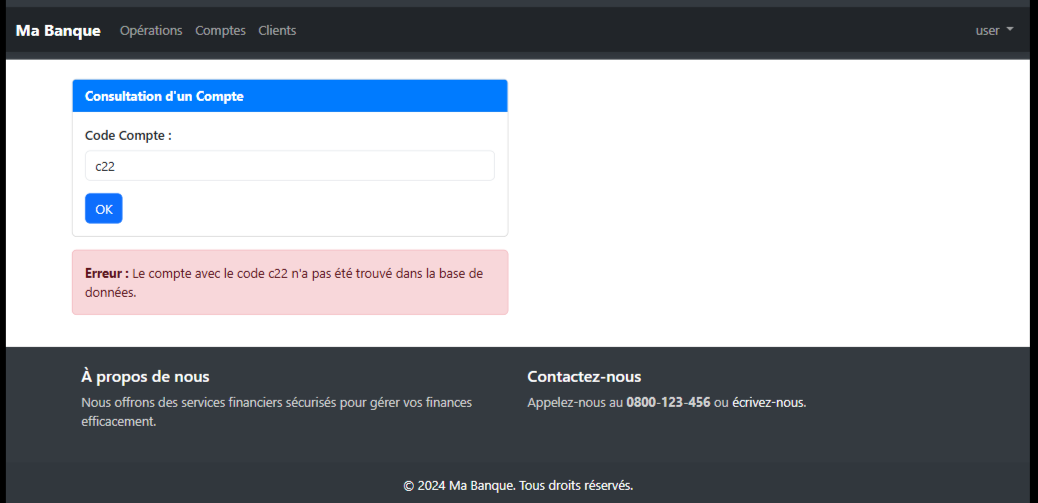 Ma Banque Opérations Comptes Clients user
Consultation d'un Compte
Code Compte :
c22
OK
Erreur : Le compte avec le code c22 n'a pas été trouvé dans la base de
données.
À propos de nous
Nous offrons des services financiers sécurisés pour gérer vos finances
efficacement.
Contactez-nous
Appelez-nous au 0800-123-456 ou écrivez-nous.
© 2024 Ma Banque. Tous droits réservés.